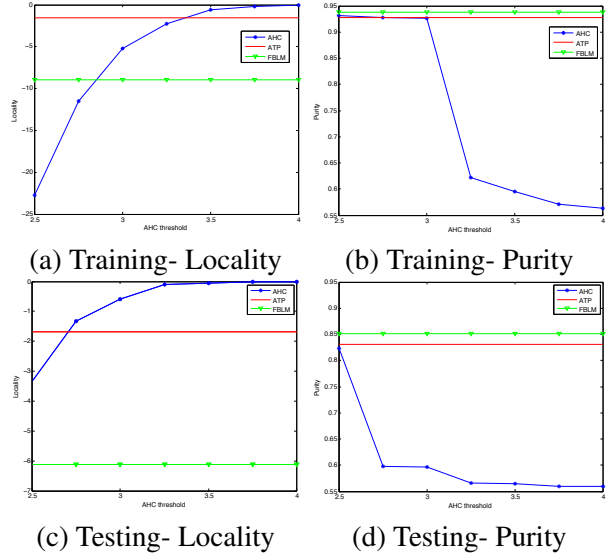 0
−5
−10
−15
−20
−25
Locality
2.5 3 3.5 4
AHC threshold
AHC
ATP
FBLM
(a) Training- Locality
0.95
0.9
0.85
0.8
0.75
0.7
0.65
0.6
0.55
Purity
2.5 3 3.5 4
AHC threshold
AHC
ATP
FBLM
(b) Training- Purity
0
−1
−2
−3
−4
−5
−6
−7
Locality
2.5 3 3.5 4
AHC threshold
AHC
ATP
FBLM
(c) Testing- Locality
0.95
0.9
0.85
0.8
0.75
0.7
0.65
0.6
0.55
Purity
2.5 3 3.5 4
AHC threshold
AHC
ATP
FBLM
(d) Testing- Purity